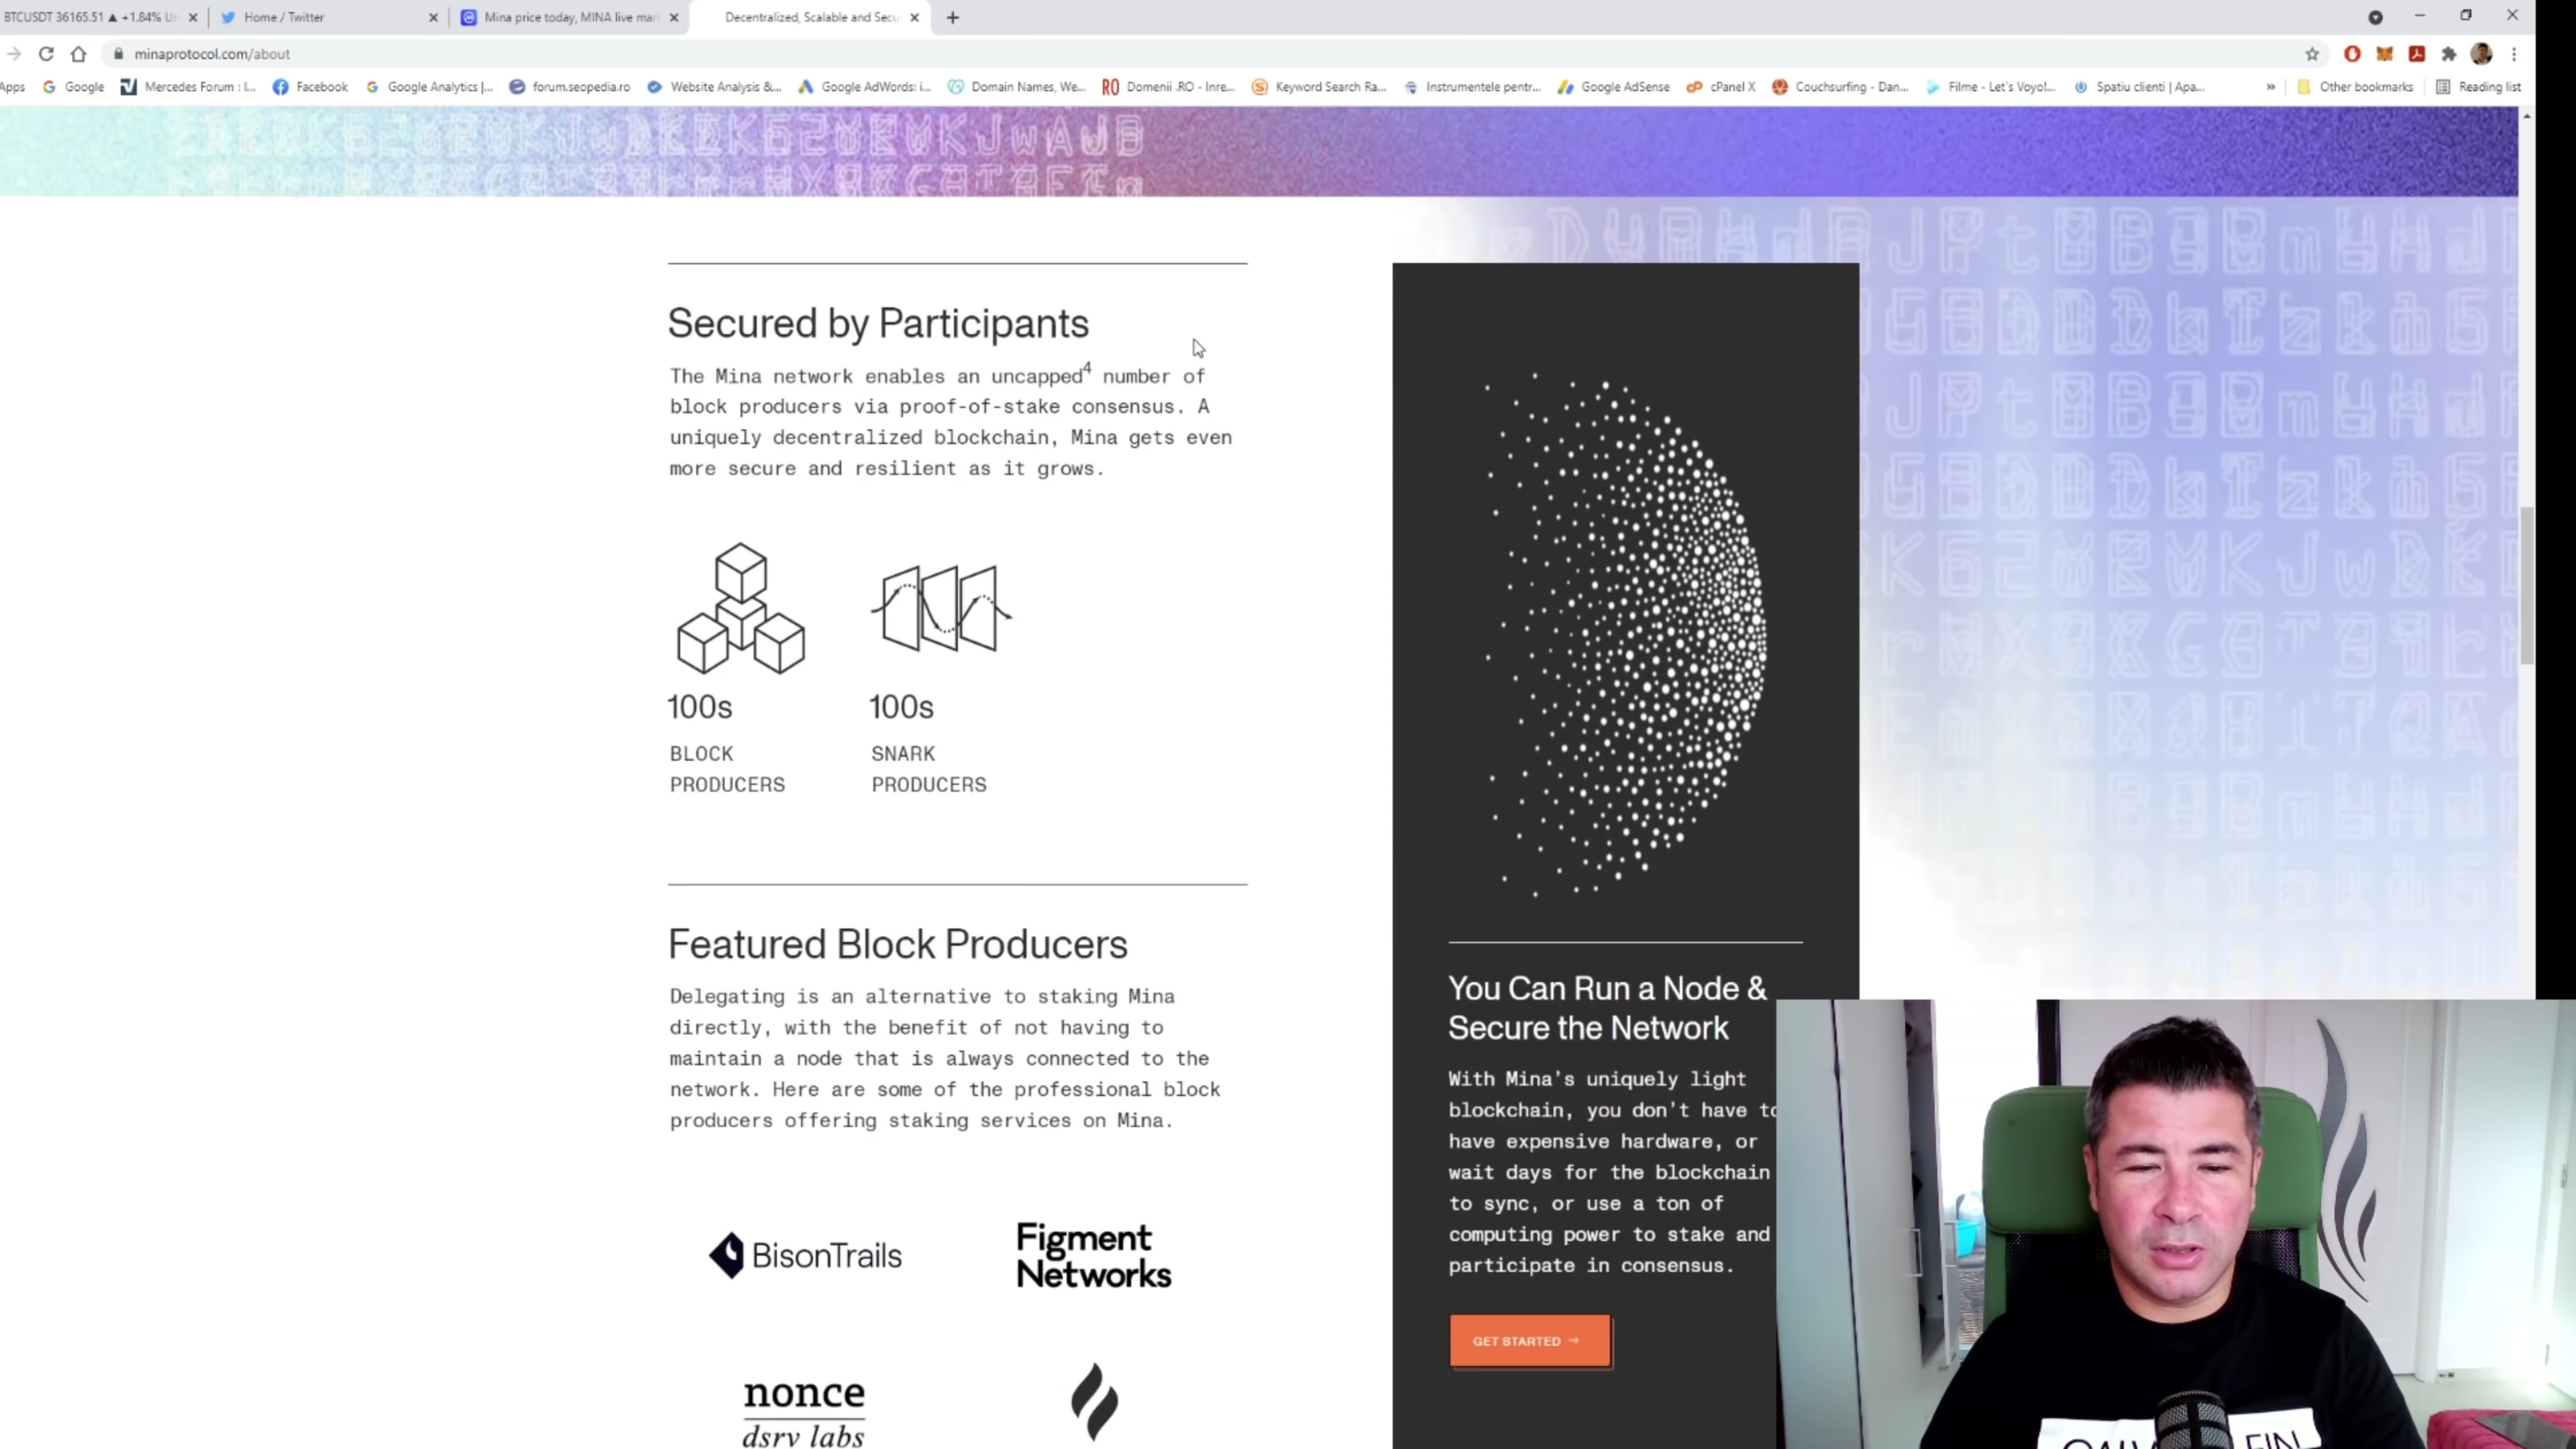 BTCUSDT 36165.51 ▲ +1.84% Un
Home / Twitter
Mina price today, MINA live mar
Decentralized, Scalable and Secu
minaprotocol.com/about
Apps
Google
Mercedes Forum : I...
Facebook
Google Analytics |...
forum.seopedia.ro
Website Analysis &...
Google AdWords: i...
Domain Names, We...
RO Domenii .RO - Inre...
Keyword Search Ra...
Instrumentele pentr...
Google AdSense
cPanel X
Couchsurfing - Dan...
Filme - Let`s Voyo!...
Spatiu clienti | Apa...
»
Other bookmarks
Reading list
Secured by Participants
The Mina network enables an uncapped4 number of
block producers via proof-of-stake consensus. A
uniquely decentralized blockchain, Mina gets even
more secure and resilient as it grows.
100s
BLOCK
PRODUCERS
100s
SNARK
PRODUCERS
Featured Block Producers
Delegating is an alternative to staking Mina
directly, with the benefit of not having to
maintain a node that is always connected to the
network. Here are some of the professional block
producers offering staking services on Mina.
BisonTrails
Figment
Networks
nonce
dsrv labs
You Can Run a Node &
Secure the Network
With Mina's uniquely light
blockchain, you don't have to
have expensive hardware, or
wait days for the blockchain
to sync, or use a ton of
computing power to stake and
participate in consensus.
GET STARTED →